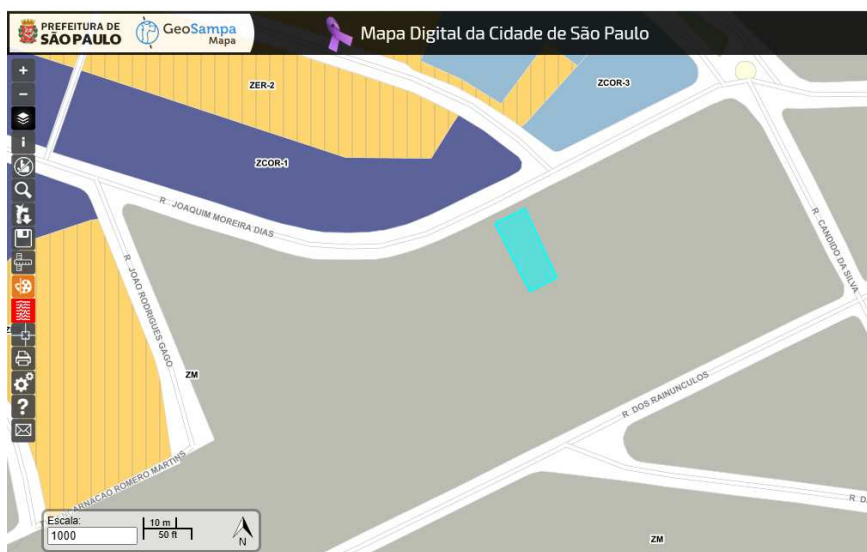 PREFEITURA DE
SÃO PAULO
GeoSampa
Mapa
Mapa Digital da Cidade de São Paulo
ZER-2
ZCOR-3
ZCOR-1
R JOAQUIM MOREIRA DIAS
R CANDIDO DA SILVA
R JOAO RODRIGUES GAGO
ZM
R DOS RAINUNCULOS
ARNACAO ROMERO MARTINS
Escala:
1000
10 m
50 ft
N
R D
ZM